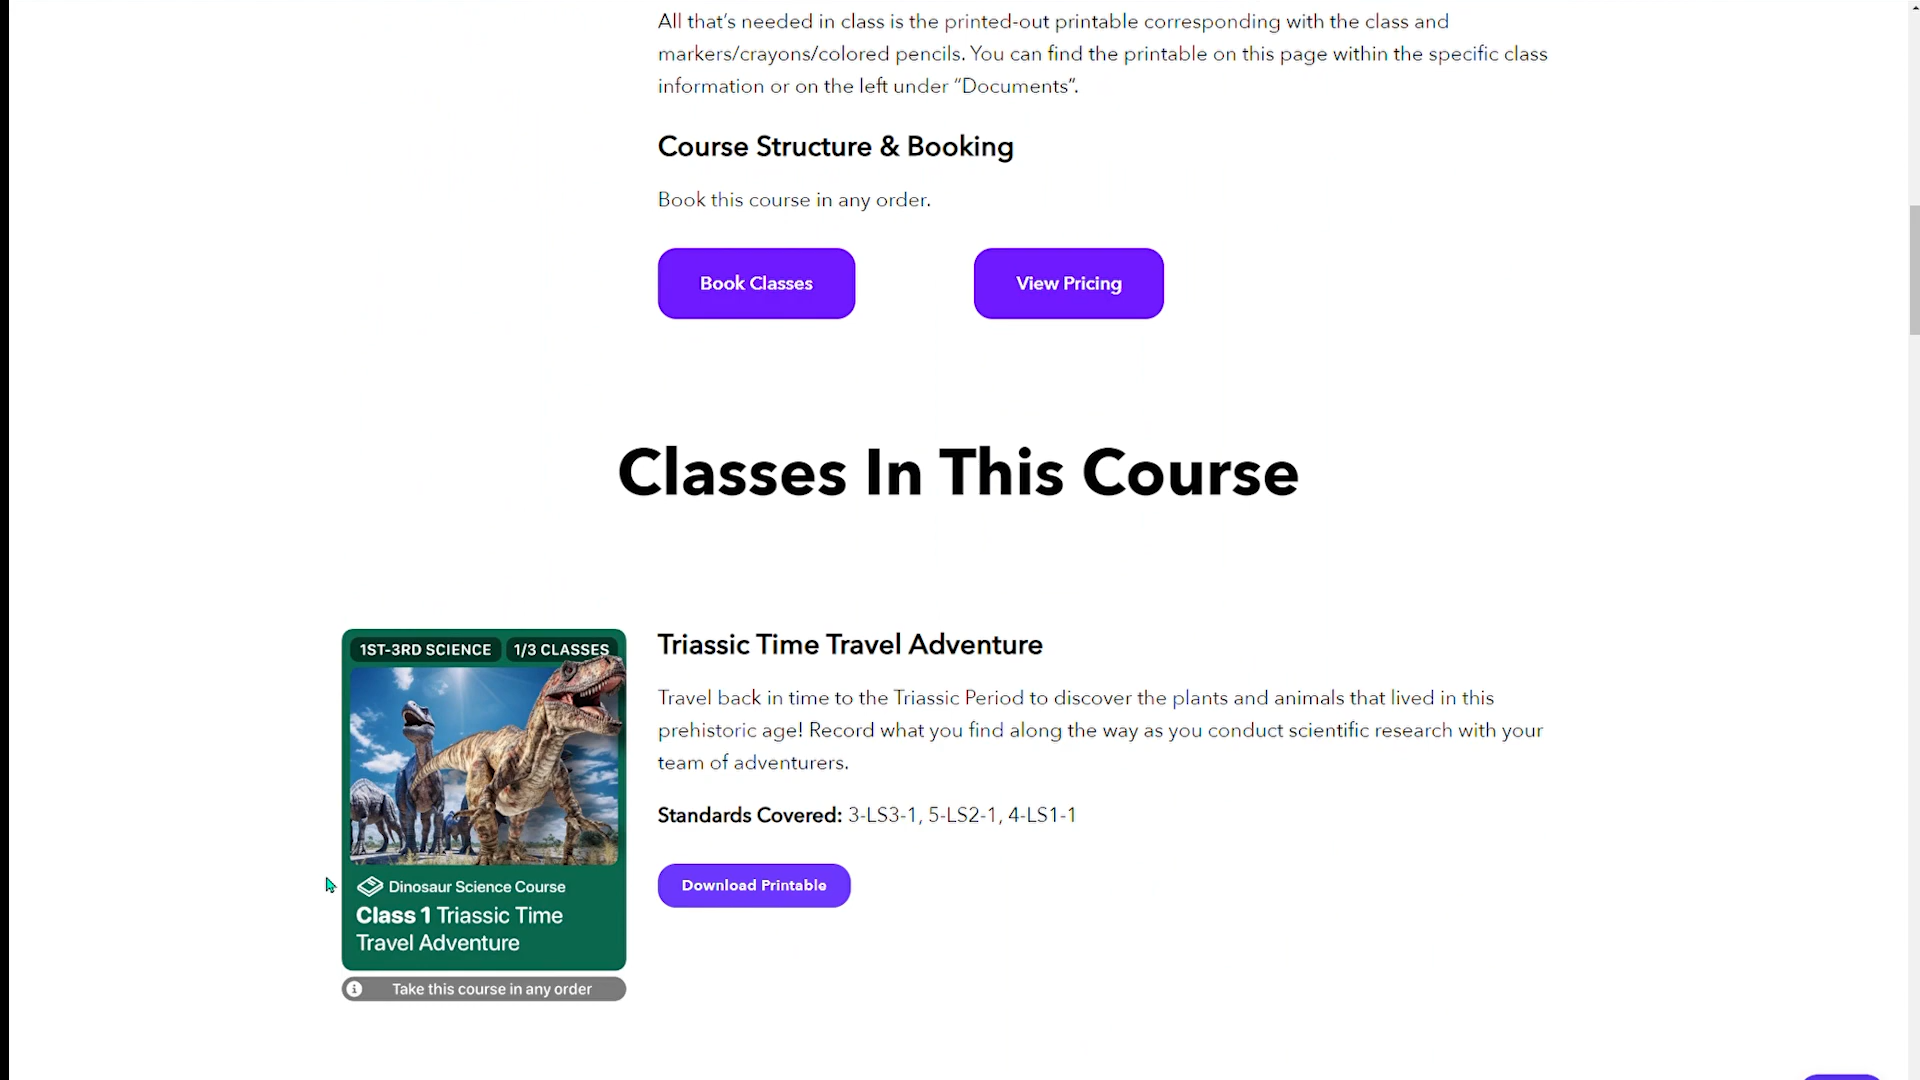 All that’s needed in class is the printed-out printable corresponding with the class and
markers/crayons/colored pencils. You can find the printable on this page within the specific class
information or on the left under “Documents”.
Course Structure & Booking
Book this course in any order.
Book Classes
View Pricing
Classes In This Course
1ST-3RD SCIENCE
1/3 CLASSES
Dinosaur Science Course
Class 1 Triassic Time
Travel Adventure
Take this course in any order
Triassic Time Travel Adventure
Travel back in time to the Triassic Period to discover the plants and animals that lived in this
prehistoric age! Record what you find along the way as you conduct scientific research with your
team of adventurers.
Standards Covered: 3-LS3-1, 5-LS2-1, 4-LS1-1
Download Printable